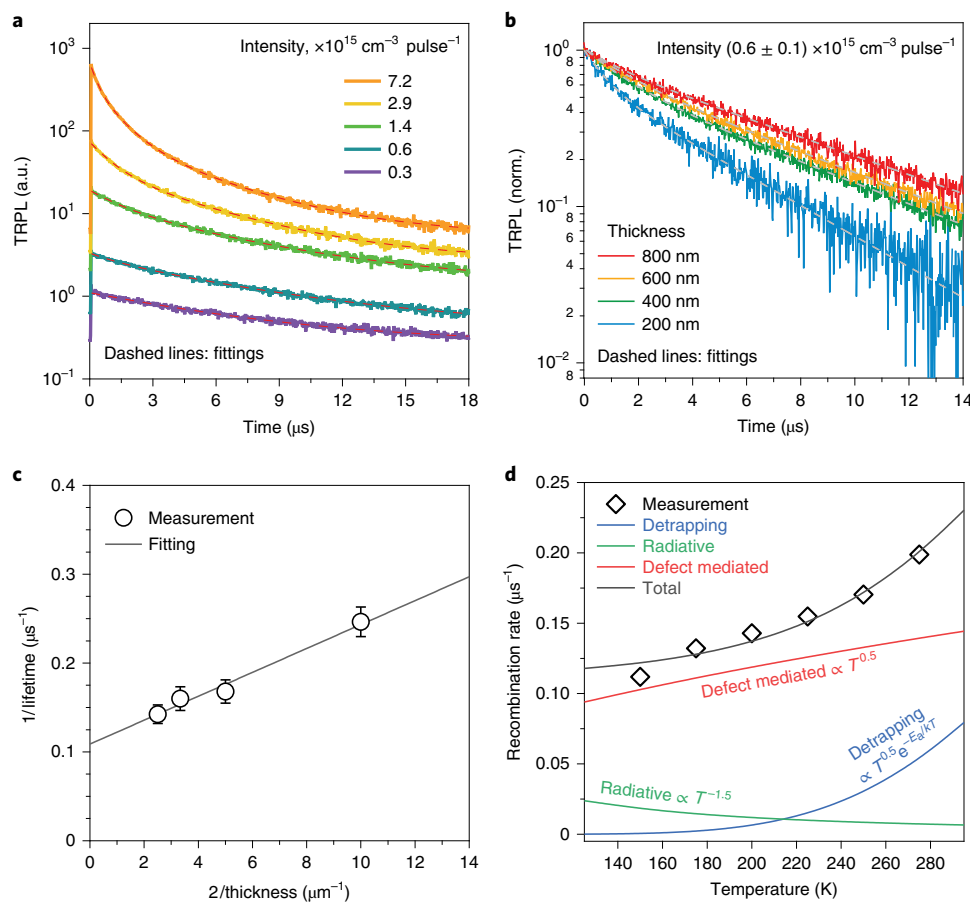 a
Intensity, ×10¹⁵ cm⁻³ pulse⁻¹
7.2
2.9
1.4
0.6
0.3
Dashed lines: fittings
TRPL (a.u.)
10³
10²
10¹
10⁰
10⁻¹
0 3 6 9 12 15 18
Time (μs)
b
Intensity (0.6 ± 0.1) ×10¹⁵ cm⁻³ pulse⁻¹
Thickness
800 nm
600 nm
400 nm
200 nm
Dashed lines: fittings
TRPL (norm.)
10⁰
8
6
4
2
10⁻¹
8
6
4
2
10⁻²
8
0 2 4 6 8 10 12 14
Time (μs)
c
Measurement
Fitting
1/lifetime (μs⁻¹)
0.4
0.3
0.2
0.1
0
0 2 4 6 8 10 12 14
2/thickness (μm⁻¹)
d
Measurement
Detrapping
Radiative
Defect mediated
Total
Defect mediated ∝ T⁰·⁵
Detrapping
∝ T⁰·⁵e⁻ᴱᵃ/ᵏᵀ
Radiative ∝ T⁻¹·⁵
Recombination rate (μs⁻¹)
0.25
0.20
0.15
0.10
0.05
0
140 160 180 200 220 240 260 280
Temperature (K)